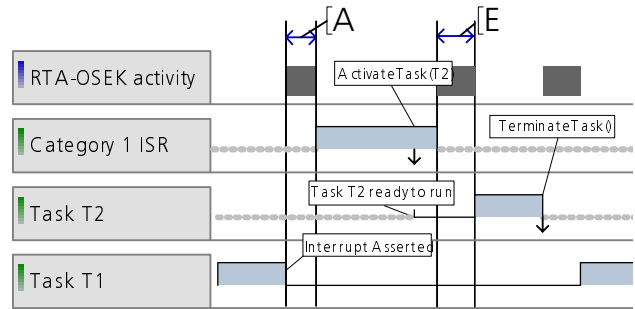 [A
[E
RTA-OSEK activity
ActivateTask(T2)
TerminateTask()
Category 1 ISR
Task T2 ready to run
Task T2
Interrupt Asserted
Task T1